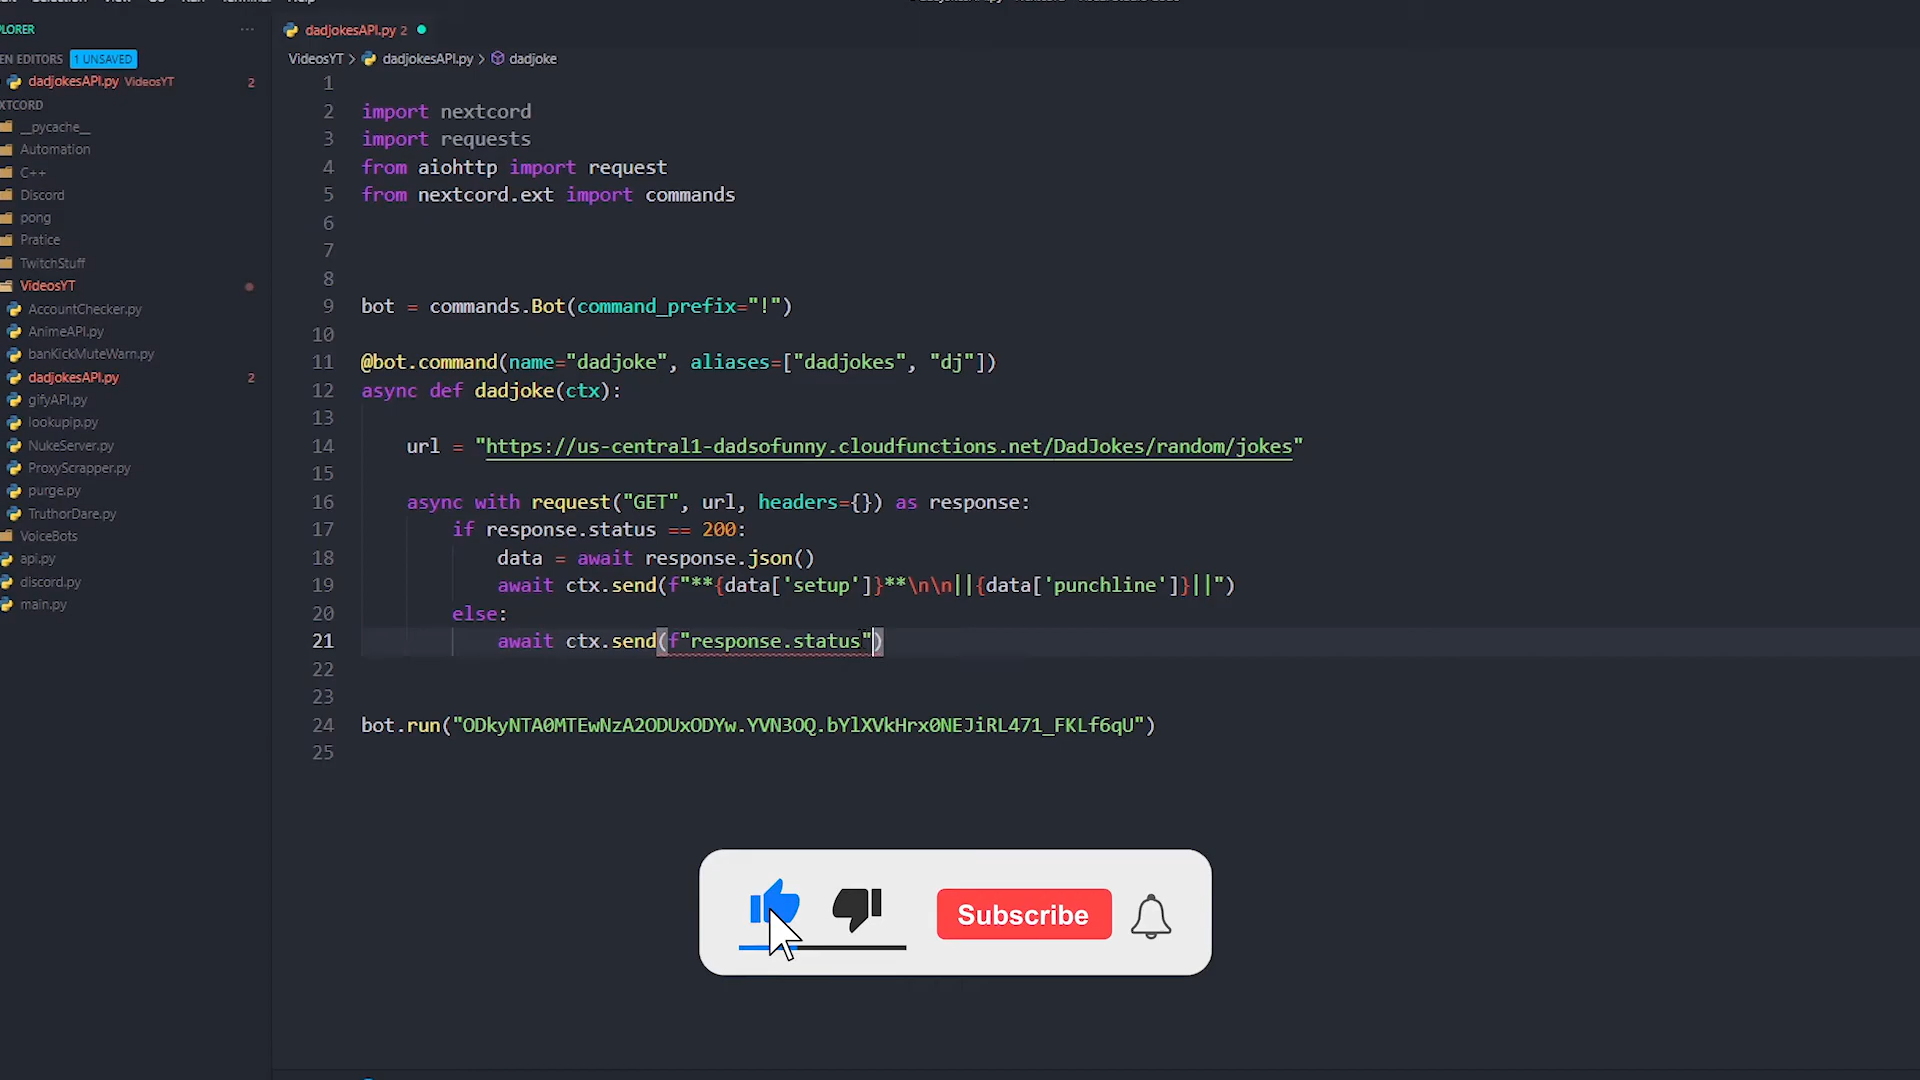 PLORER
EN EDITORS 1 UNSAVED
dadjokesAPI.py VideosYT 2
XTCORD
__pycache__
Automation
C++
Discord
pong
Pratice
TwitchStuff
VideosYT
AccountChecker.py
AnimeAPI.py
banKickMuteWarn.py
dadjokesAPI.py 2
gifyAPI.py
lookupip.py
NukeServer.py
ProxyScrapper.py
purge.py
TruthorDare.py
VoiceBots
api.py
discord.py
main.py
dadjokesAPI.py 2
VideosYT > dadjokesAPI.py > dadjoke
1
2 import nextcord
3 import requests
4 from aiohttp import request
5 from nextcord.ext import commands
6
7
8
9 bot = commands.Bot(command_prefix="!")
10
11 @bot.command(name="dadjoke", aliases=["dadjokes", "dj"])
12 async def dadjoke(ctx):
13
14 url = "https://us-central1-dadsofunny.cloudfunctions.net/DadJokes/random/jokes"
15
16 async with request("GET", url, headers={}) as response:
17 if response.status == 200:
18 data = await response.json()
19 await ctx.send(f"**{data['setup']}**\n\n||{data['punchline']}||")
20 else:
21 await ctx.send(f"response.status")
22
23
24 bot.run("ODkyNTA0MTEwNzA2ODUxODYw.YVN3OQ.bYlXVkHrx0NEJiRL471_FKLf6qU")
25
Subscribe